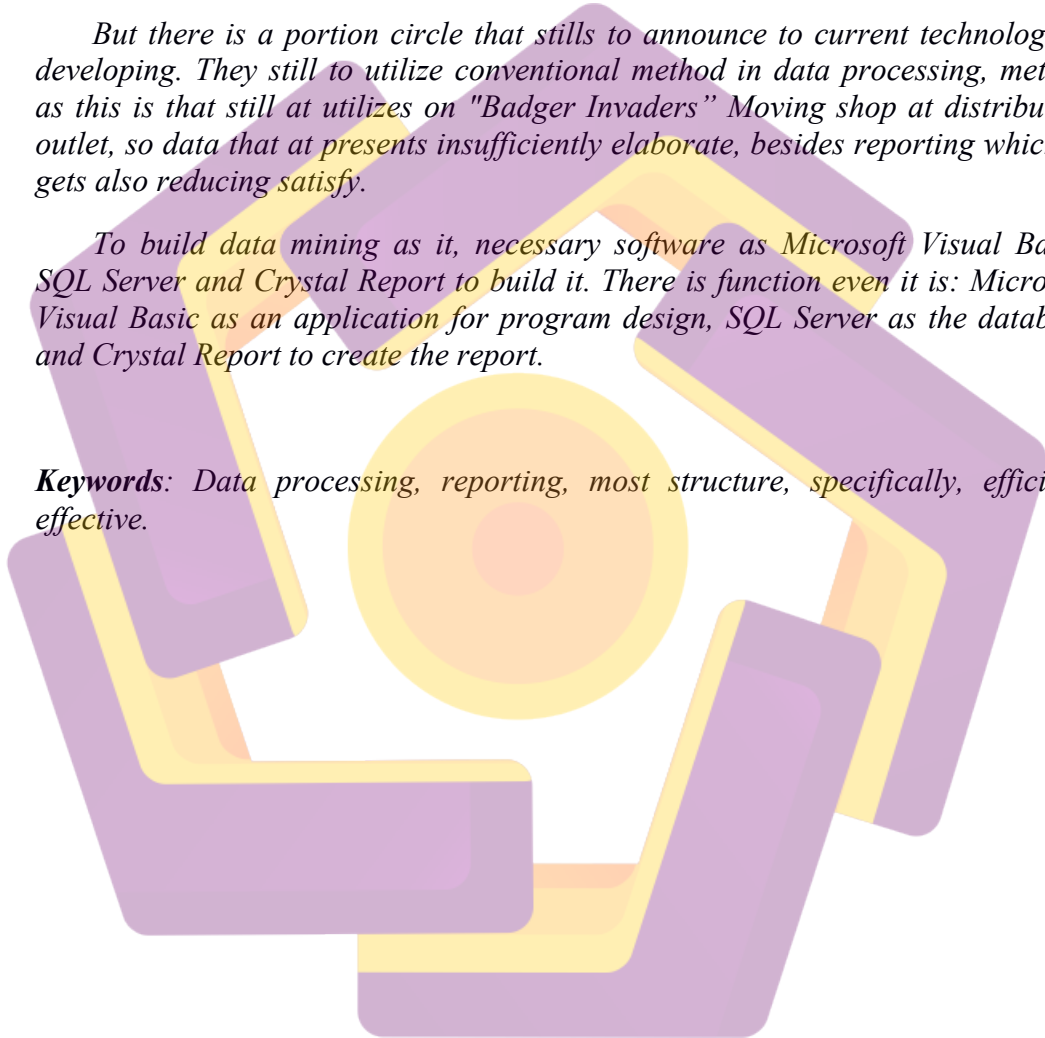 But there is a portion circle that stills to announce to current technolog
developing. They still to utilize conventional method in data processing, met
as this is that still at utilizes on "Badger Invaders” Moving shop at distribu
outlet, so data that at presents insufficiently elaborate, besides reporting whic
gets also reducing satisfy.
To build data mining as it, necessary software as Microsoft Visual Ba
SQL Server and Crystal Report to build it. There is function even it is: Micro
Visual Basic as an application for program design, SQL Server as the datab
and Crystal Report to create the report.
Keywords: Data processing, reporting, most structure, specifically, effici
effective.